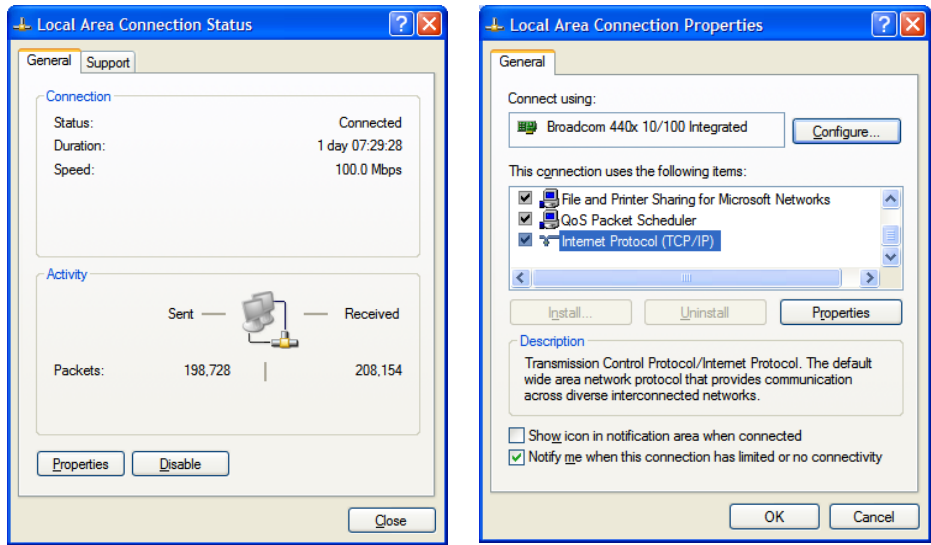 Local Area Connection Status
General Support
Connection
Status: Connected
Duration: 1 day 07:29:28
Speed: 100.0 Mbps
Activity
Sent Received
Packets: 198,728 208,154
Properties Disable
Close
Local Area Connection Properties
General
Connect using:
Broadcom 440x 10/100 Integrated Configure...
This connection uses the following items:
File and Printer Sharing for Microsoft Networks
QoS Packet Scheduler
Internet Protocol (TCP/IP)
Install... Uninstall Properties
Description
Transmission Control Protocol/Internet Protocol. The default
wide area network protocol that provides communication
across diverse interconnected networks.
Show icon in notification area when connected
Notify me when this connection has limited or no connectivity
OK Cancel